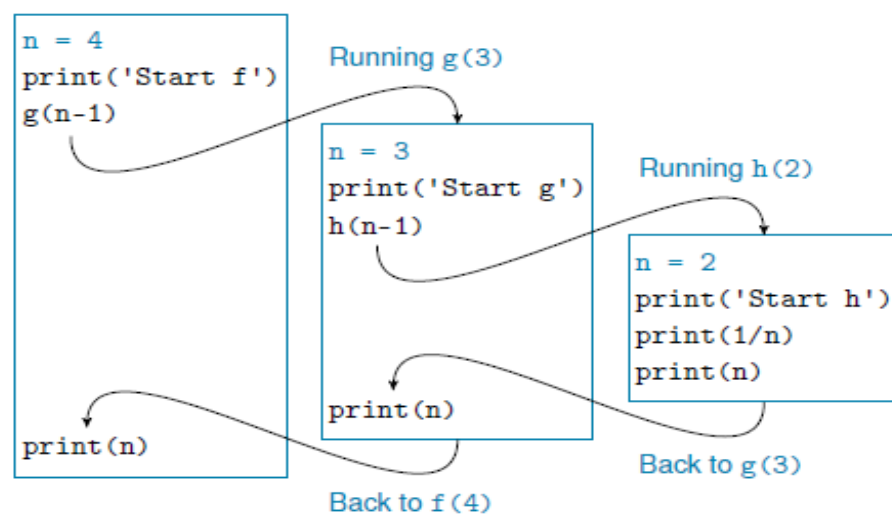 n = 4
print('Start f')
g(n-1)
print(n)
Running g(3)
n = 3
print('Start g')
h(n-1)
print(n)
Back to f(4)
Running h(2)
n = 2
print('Start h')
print(1/n)
print(n)
Back to g(3)